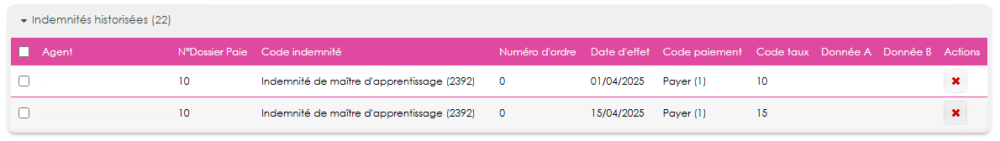 Indemnités historisées (22)
Agent N°Dossier Paie Code indemnité Numéro d'ordre Date d'effet Code paiement Code taux Donnée A Donnée B Actions
10 Indemnité de maître d'apprentissage (2392) 0 01/04/2025 Payer (1) 10
10 Indemnité de maître d'apprentissage (2392) 0 15/04/2025 Payer (1) 15